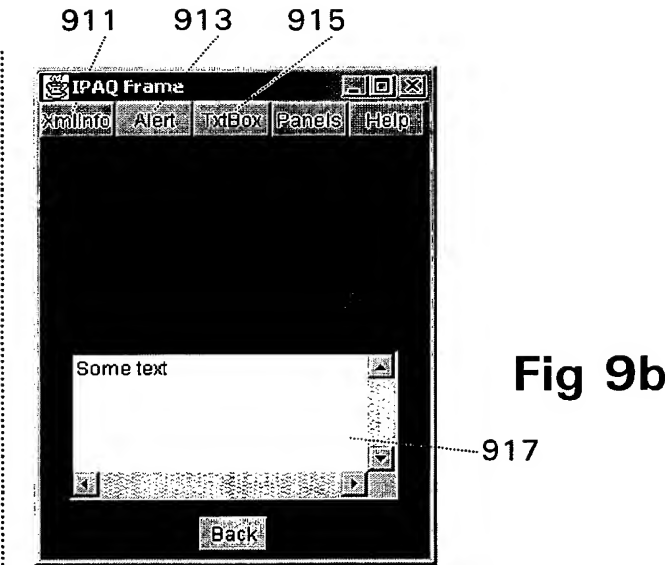 911 913 915
IPAQ Frame
XmlInfo Alert TxtBox Panels Help
Some text
Fig 9b
917
Back